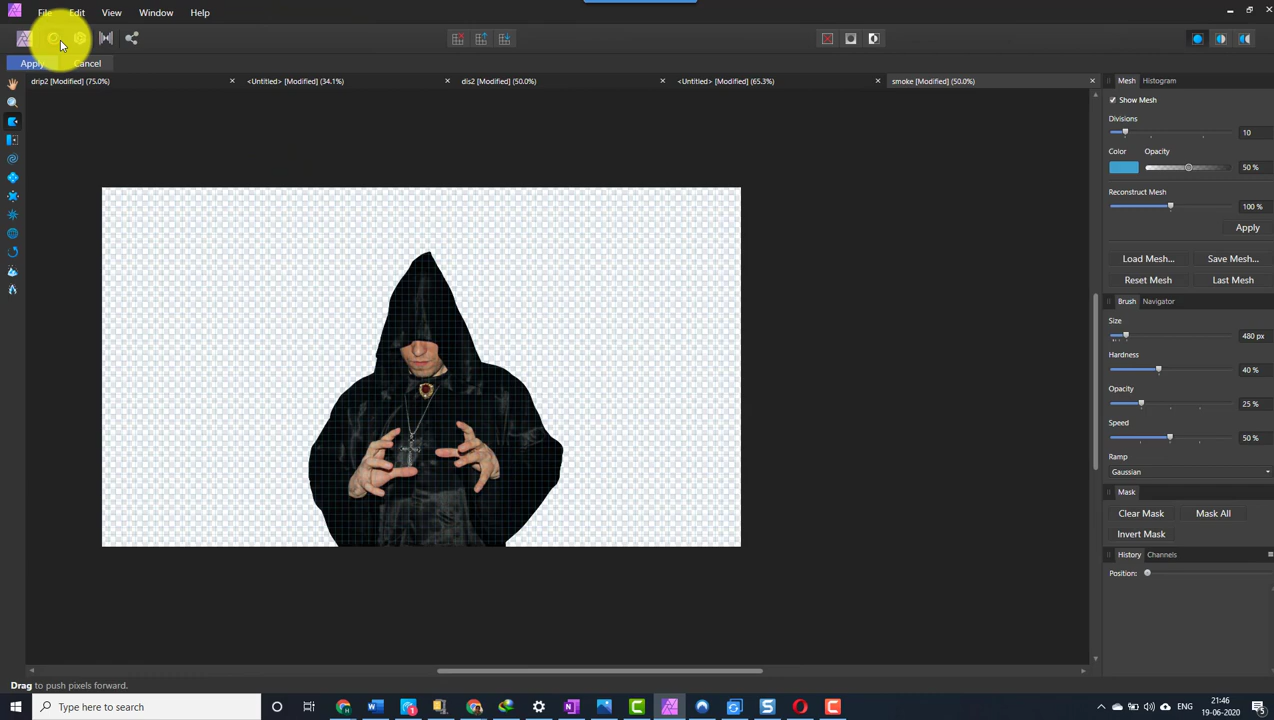 File Edit View Window Help
Apply Cancel
drip2 [Modified] (75.0%) <Untitled> [Modified] (34.1%) dis2 [Modified] (50.0%) <Untitled> [Modified] (65.3%) smoke [Modified] (50.0%)
Mesh Histogram
Show Mesh
Divisions
10
Color Opacity
50 %
Reconstruct Mesh
100 %
Apply
Load Mesh... Save Mesh...
Reset Mesh Last Mesh
Brush Navigator
Size
480 px
Hardness
40 %
Opacity
25 %
Speed
50 %
Ramp
Gaussian
Mask
Clear Mask Mask All
Invert Mask
History Channels
Position:
Drag to push pixels forward.
Type here to search
ENG
21:46
19-06-2020